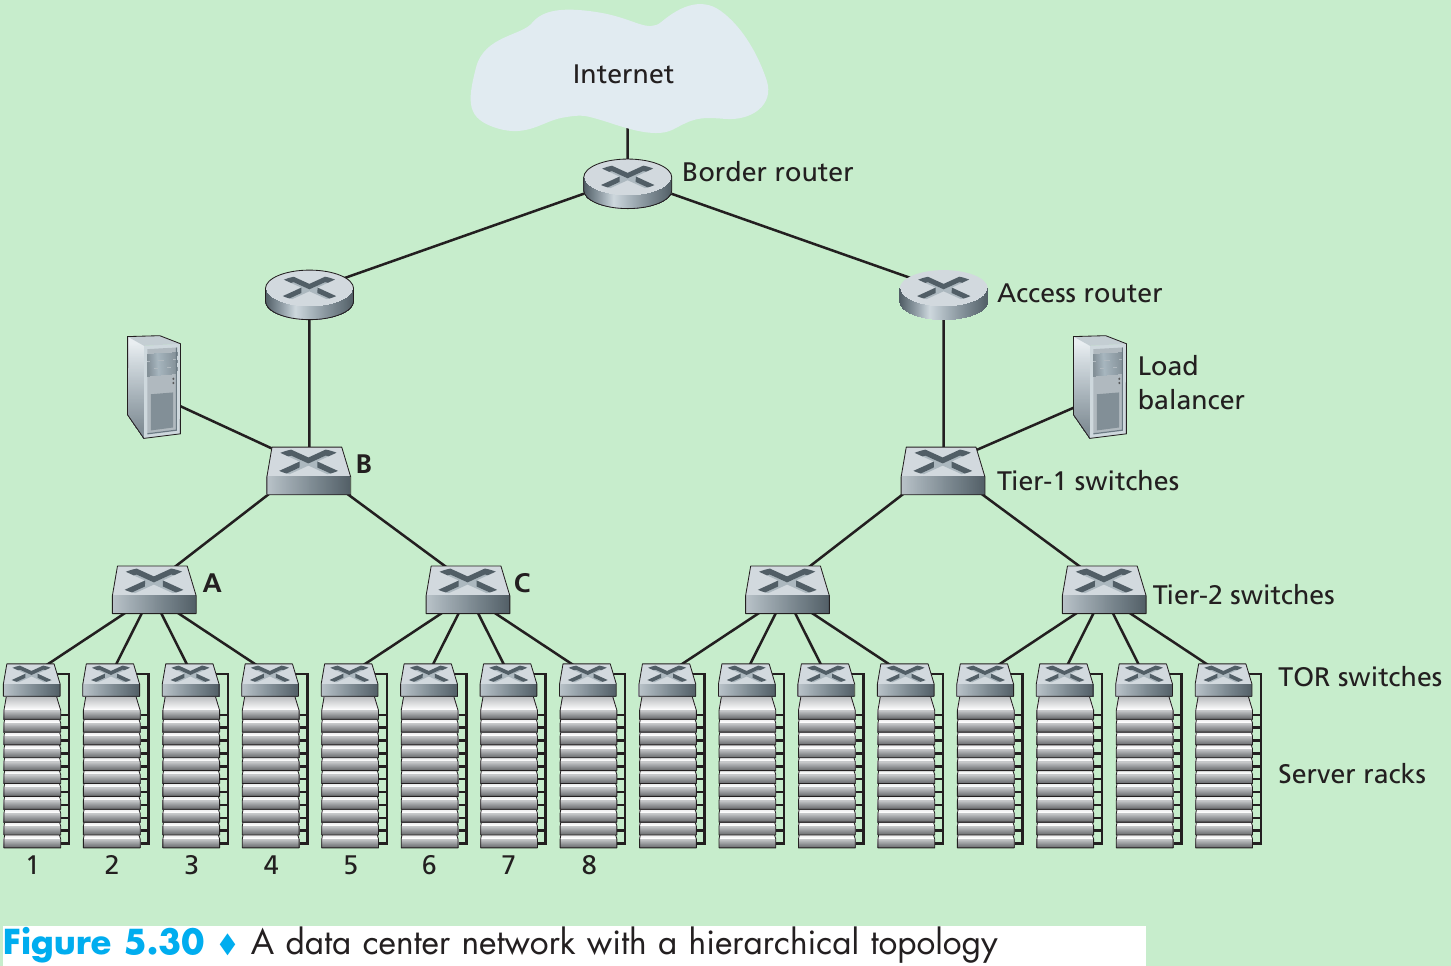 Internet
Border router
Access router
Load
balancer
B
Tier-1 switches
A
C
Tier-2 switches
TOR switches
Server racks
1 2 3 4 5 6 7 8
Figure 5.30 ♦ A data center network with a hierarchical topology